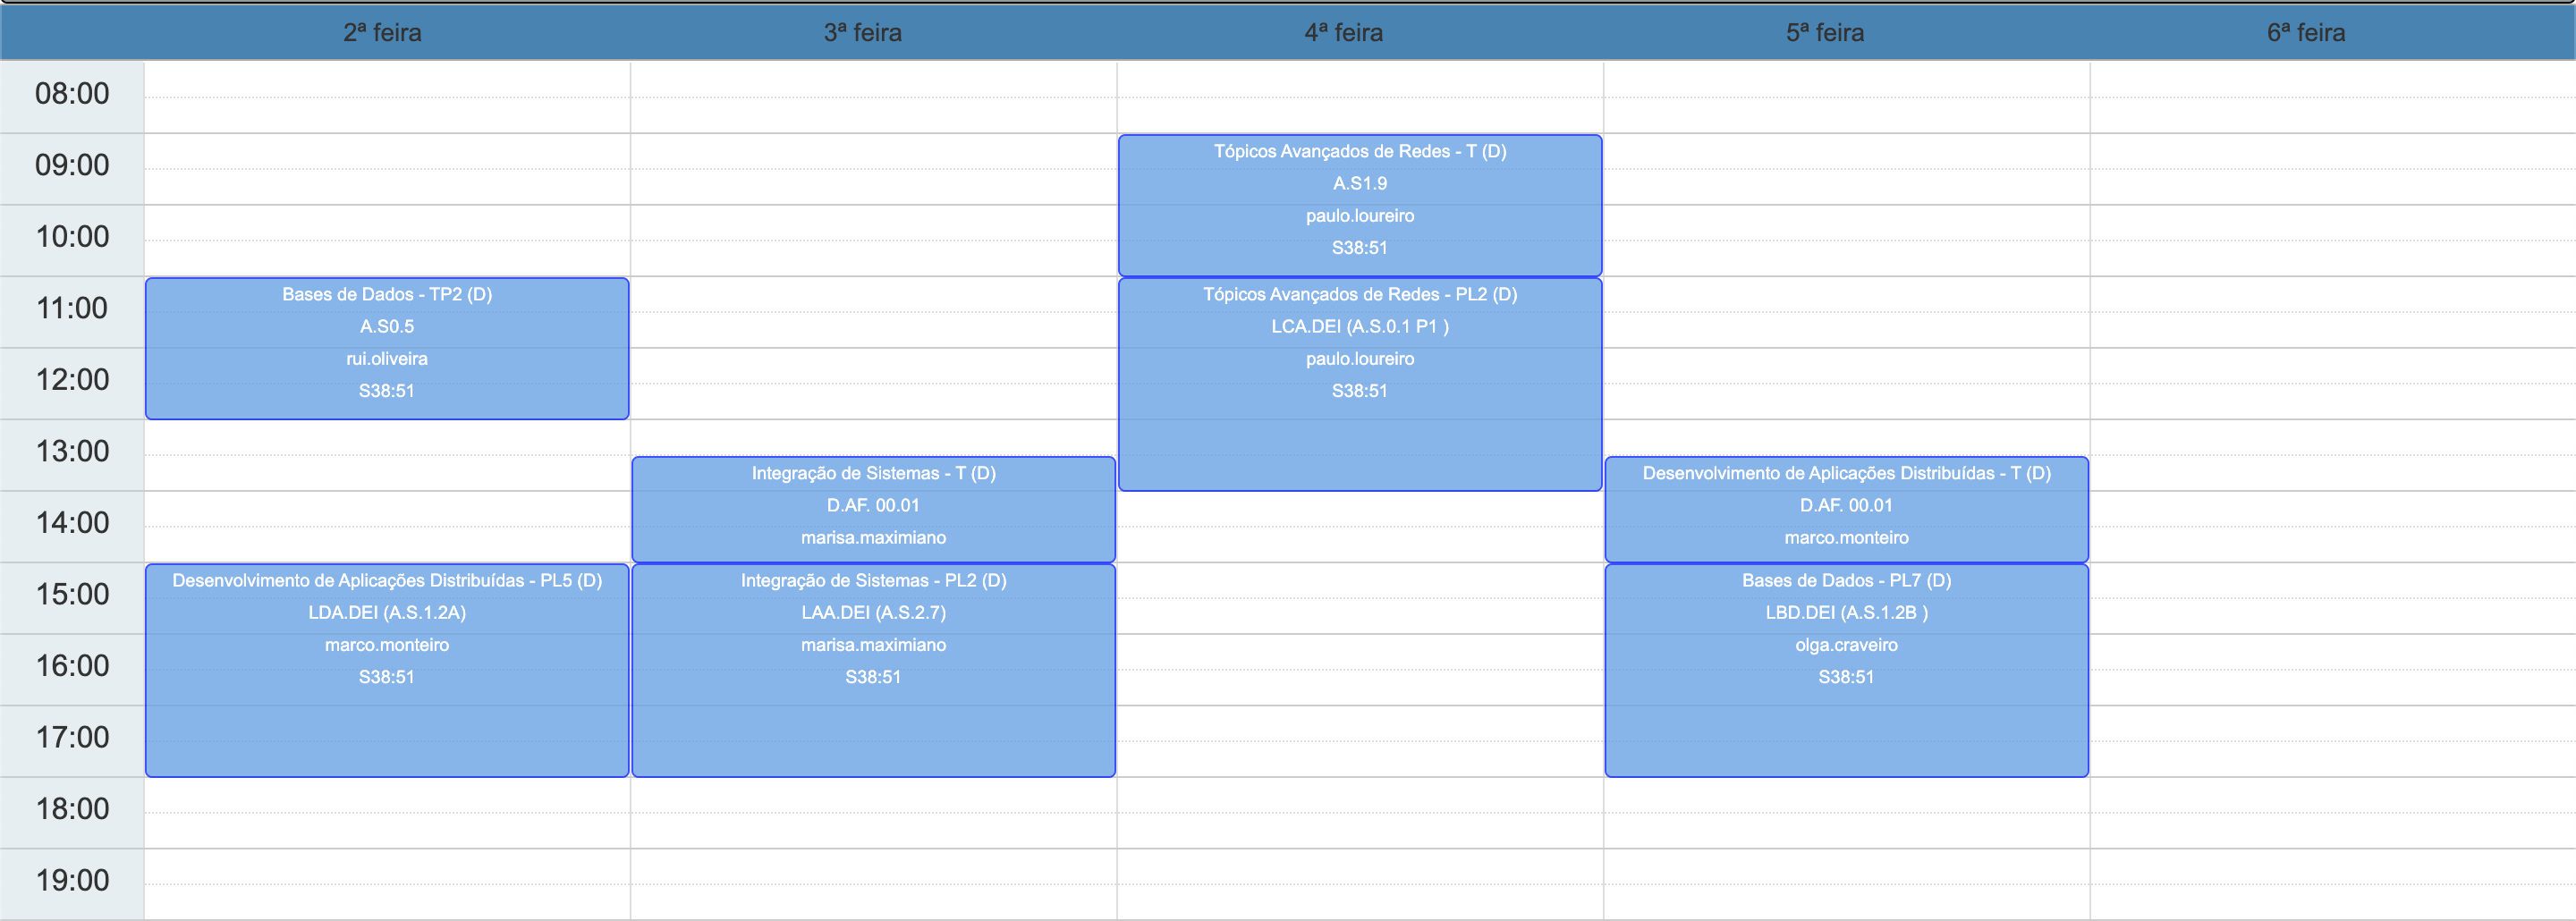 2ª feira
3ª feira
4ª feira
5ª feira
6ª feira
08:00
09:00
10:00
11:00
12:00
13:00
14:00
15:00
16:00
17:00
18:00
19:00
Bases de Dados - TP2 (D)
A.S0.5
rui.oliveira
S38:51
Desenvolvimento de Aplicações Distribuídas - PL5 (D)
LDA.DEI (A.S.1.2A)
marco.monteiro
S38:51
Integração de Sistemas - T (D)
D.AF. 00.01
marisa.maximiano
Integração de Sistemas - PL2 (D)
LAA.DEI (A.S.2.7)
marisa.maximiano
S38:51
Tópicos Avançados de Redes - T (D)
A.S1.9
paulo.loureiro
S38:51
Tópicos Avançados de Redes - PL2 (D)
LCA.DEI (A.S.0.1 P1 )
paulo.loureiro
S38:51
Desenvolvimento de Aplicações Distribuídas - T (D)
D.AF. 00.01
marco.monteiro
Bases de Dados - PL7 (D)
LBD.DEI (A.S.1.2B )
olga.craveiro
S38:51